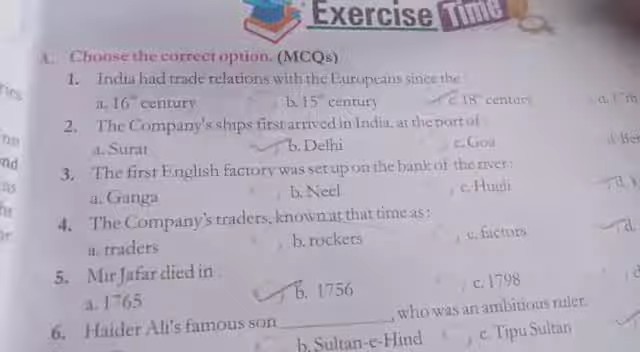 Exercise Time
A. Choose the correct option. (MCQs)
1. India had trade relations with the Europeans since the :
a. 16th century b. 15th century c. 18th century d. 17th
2. The Company's ships first arrived in India, at the port of :
a. Surat b. Delhi c. Goa d. Ber
3. The first English factory was set up on the bank of the river :
a. Ganga b. Neel c. Hugli d.
4. The Company's traders, known at that time as :
a. traders b. rockers c. factors d.
5. Mir Jafar died in :
a. 1765 b. 1756 c. 1798 d
6. Haider Ali's famous son __________, who was an ambitious ruler.
b. Sultan-e-Hind c. Tipu Sultan